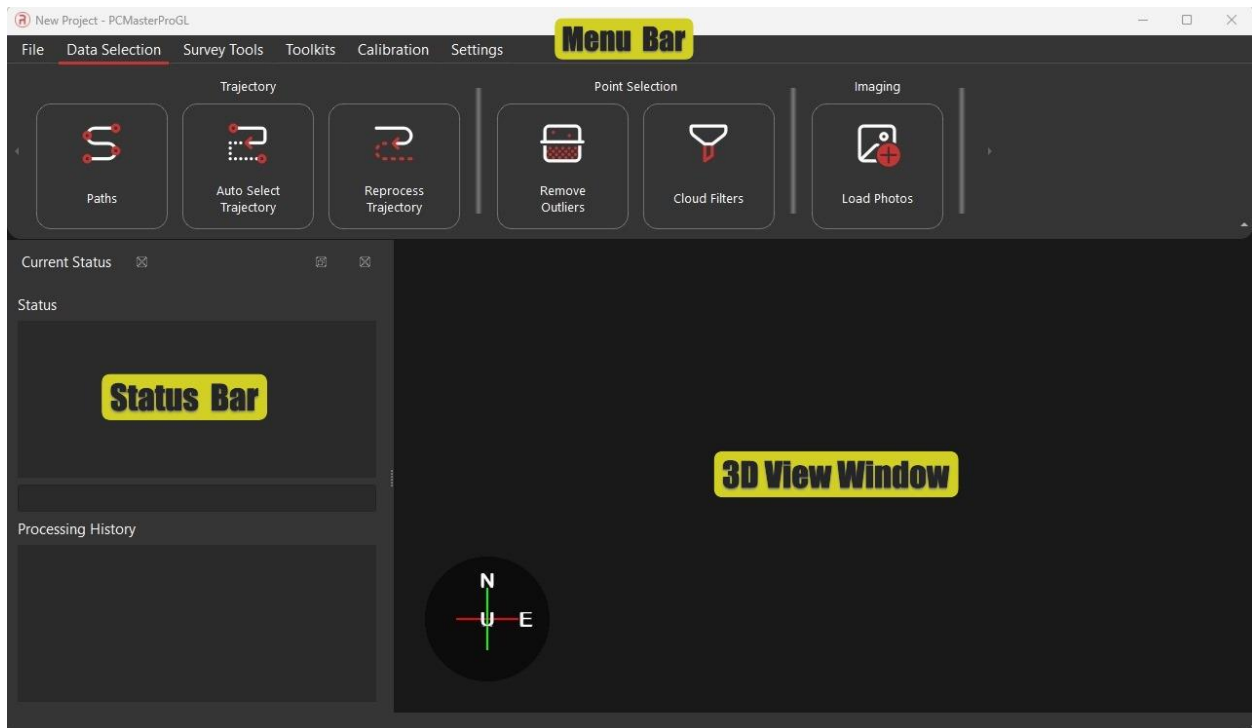 New Project - PCMasterProGL
Menu Bar
File Data Selection Survey Tools Toolkits Calibration Settings
Trajectory Point Selection Imaging
Paths
Auto Select
Trajectory
Reprocess
Trajectory
Remove
Outliers
Cloud Filters
Load Photos
Current Status
Status
Status Bar
3D View Window
Processing History
N
U E